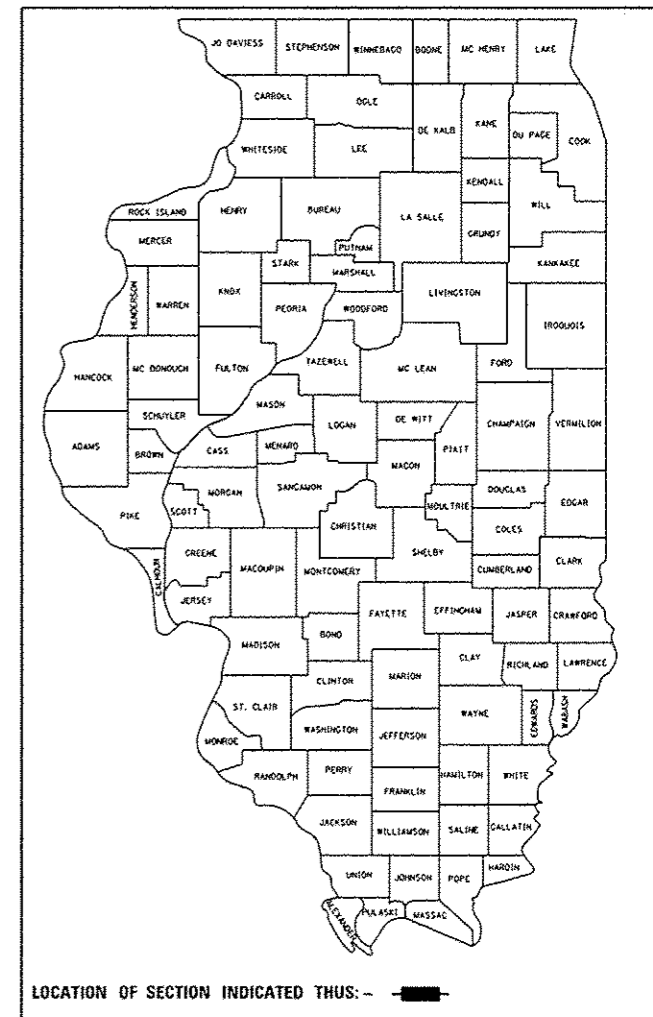 JO DAVIESS
STEPHENSON
WINNEBAGO
BOONE
MC HENRY
LAKE
CARROLL
OGLE
DE KALB
KANE
DU PAGE
COOK
WHITESIDE
LEE
KENDALL
WILL
ROCK ISLAND
HENRY
BUREAU
LA SALLE
GRUNDY
MERCER
PUTNAM
KANKAKEE
STARK
MARSHALL
HENDERSON
WARREN
KNOX
PEORIA
WOODFORD
LIVINGSTON
IROQUOIS
HANCOCK
MC DONOUGH
FULTON
TAZEWELL
MC LEAN
FORD
MASON
SCHUYLER
LOGAN
DE WITT
CHAMPAIGN
VERMILION
ADAMS
BROWN
CASS
MENARD
PIATT
MACON
PIKE
SCOTT
MORGAN
SANGAMON
MOULTRIE
DOUGLAS
EDGAR
CHRISTIAN
COLES
CALHOUN
GREENE
MACOUPIN
MONTGOMERY
SHELBY
CUMBERLAND
CLARK
JERSEY
FAYETTE
EFFINGHAM
JASPER
CRAWFORD
MADISON
BOND
CLAY
RICHLAND
LAWRENCE
CLINTON
MARION
ST. CLAIR
WAYNE
EDWARDS
WABASH
MONROE
WASHINGTON
JEFFERSON
RANDOLPH
PERRY
HAMILTON
WHITE
FRANKLIN
JACKSON
WILLIAMSON
SALINE
GALLATIN
UNION
JOHNSON
POPE
HARDIN
ALEXANDER
PULASKI
MASSAC
LOCATION OF SECTION INDICATED THUS: -